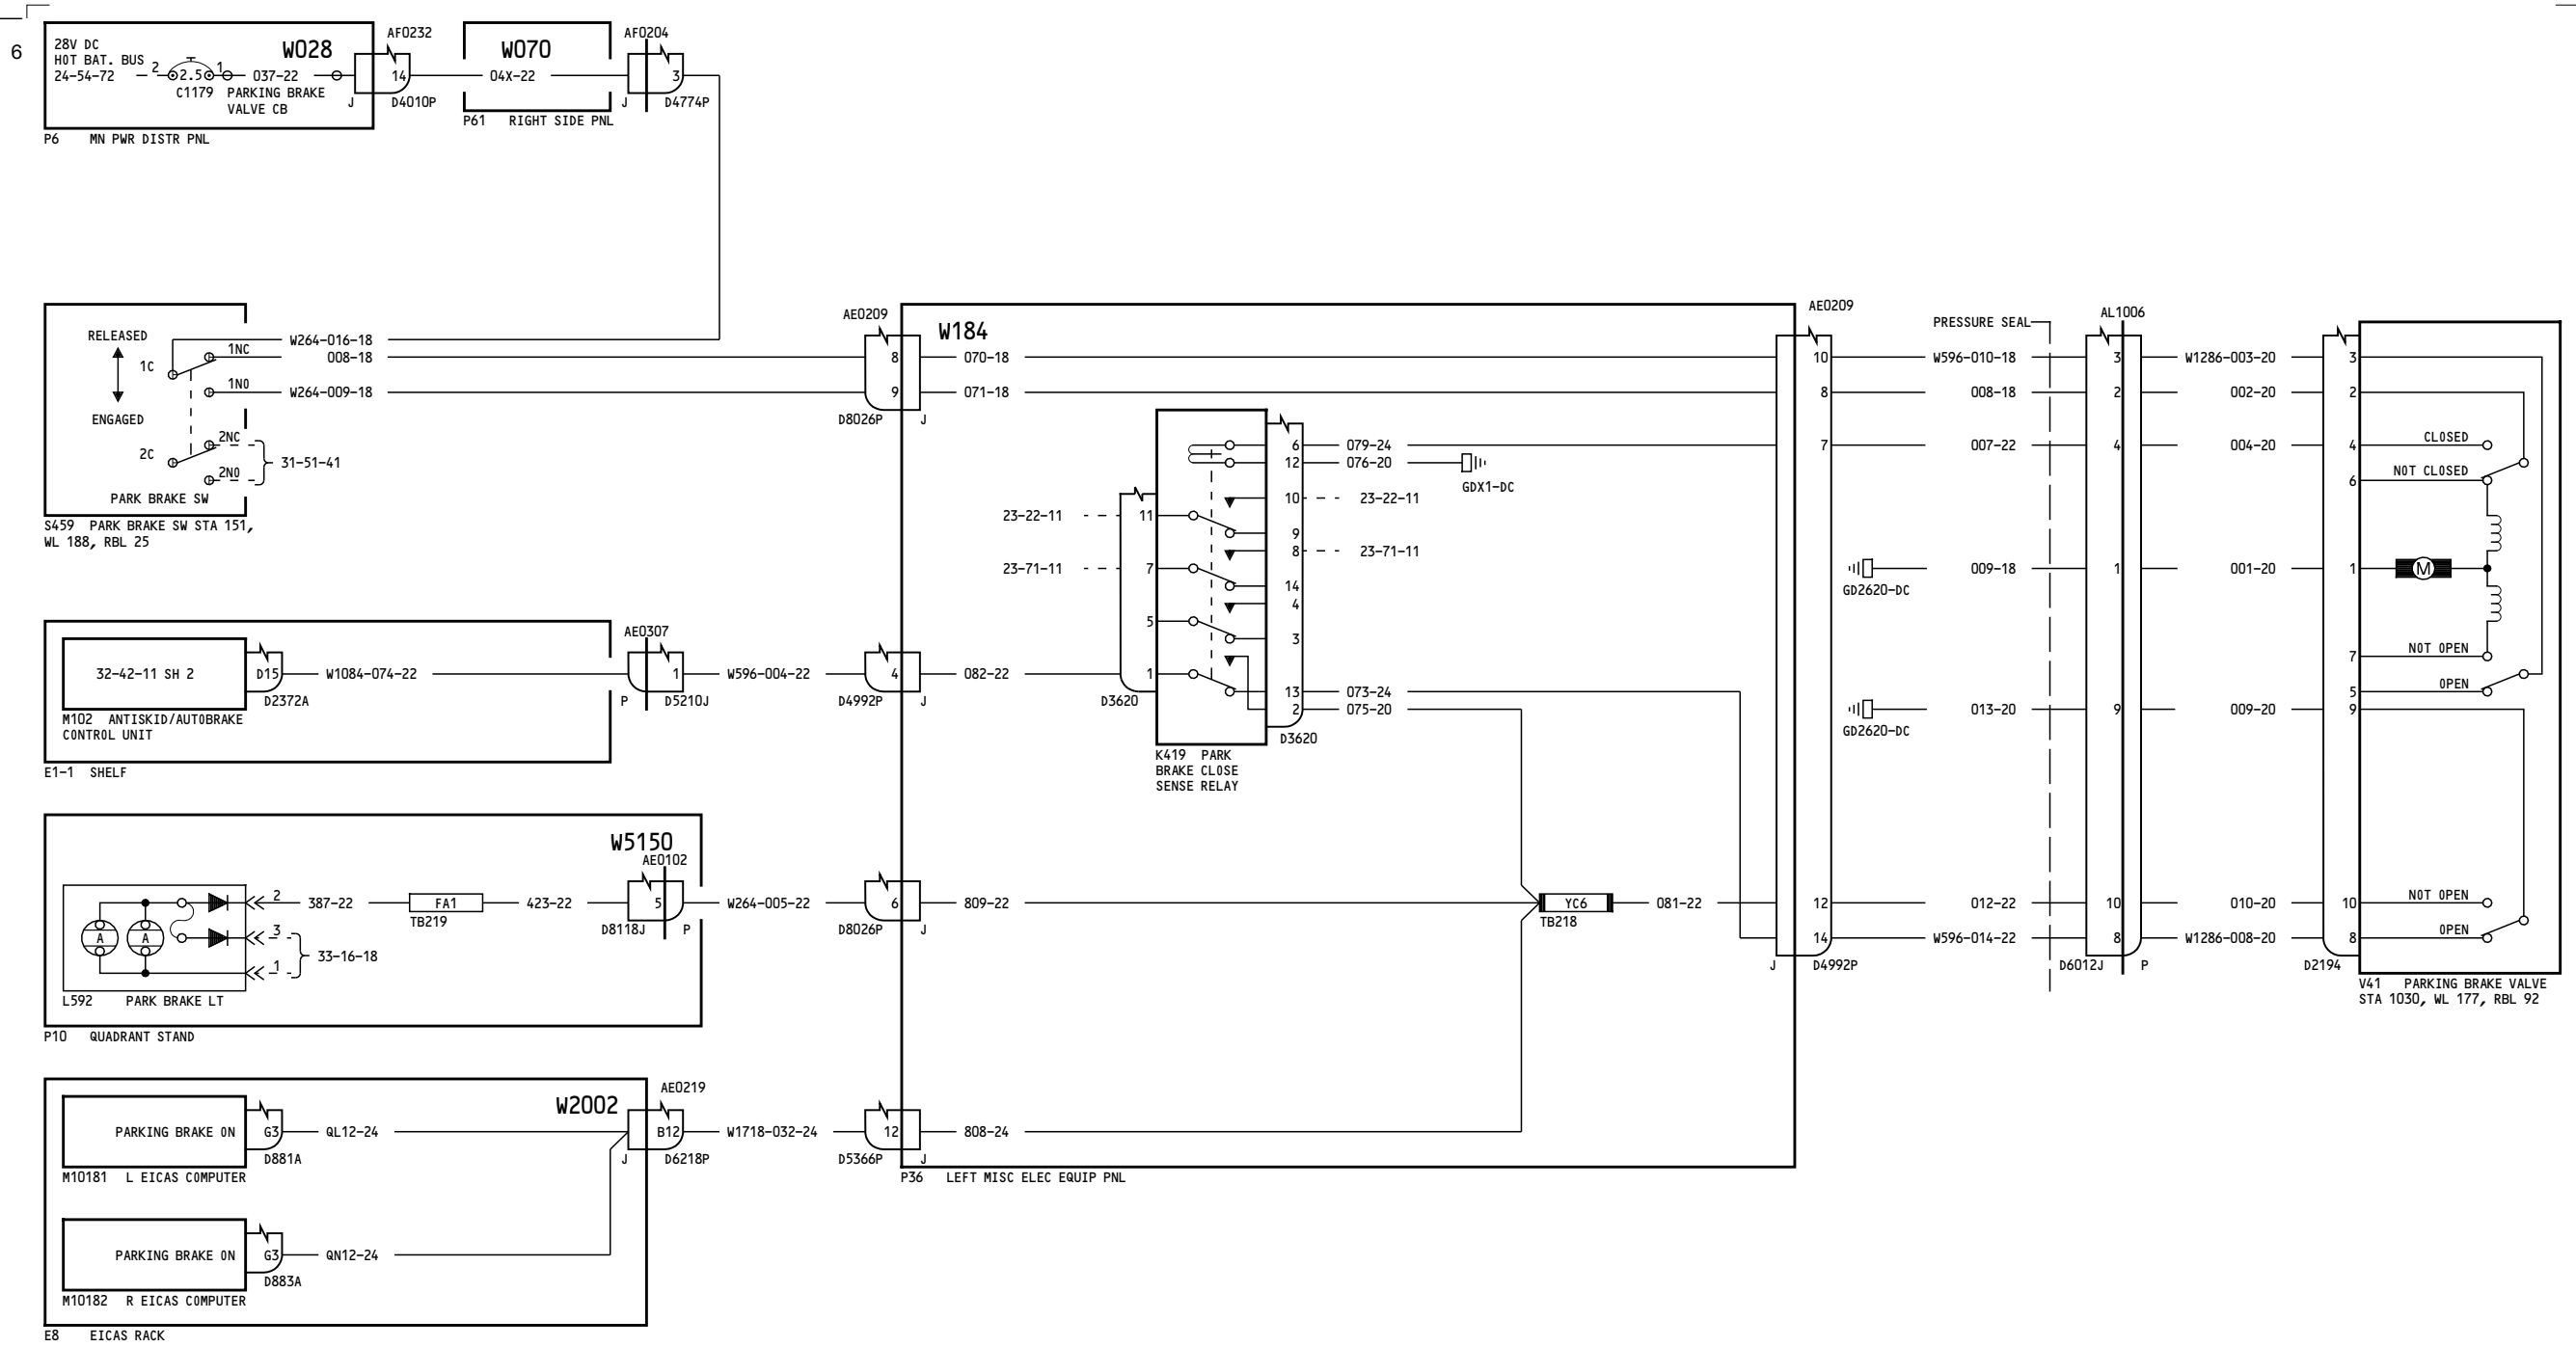 6
28V DC
HOT BAT. BUS
24-54-72
2
2.5
1
037-22
C1179
PARKING BRAKE
VALVE CB
W028
AF0232
14
J
D4010P
P6 MN PWR DISTR PNL
W070
04X-22
P61 RIGHT SIDE PNL
AF0204
3
J
D4774P
RELEASED
ENGAGED
1C
1NC
1NO
2C
2NC
2NO
31-51-41
PARK BRAKE SW
S459 PARK BRAKE SW STA 151,
WL 188, RBL 25
W264-016-18
008-18
W264-009-18
AE0209
8
9
D8026P
J
W184
070-18
071-18
23-22-11
23-71-11
11
7
5
1
D3620
6
12
10
9
8
14
4
3
13
2
D3620
K419 PARK
BRAKE CLOSE
SENSE RELAY
079-24
076-20
GDX1-DC
23-22-11
23-71-11
073-24
075-20
32-42-11 SH 2
D15
D2372A
M102 ANTISKID/AUTOBRAKE
CONTROL UNIT
E1-1 SHELF
W1084-074-22
AE0307
1
P
D5210J
W596-004-22
4
D4992P
J
082-22
W5150
AE0102
A
A
2
3
1
387-22
FA1
TB219
423-22
5
D8118J
P
33-16-18
L592 PARK BRAKE LT
P10 QUADRANT STAND
W264-005-22
6
D8026P
J
809-22
YC6
TB218
081-22
W2002
AE0219
PARKING BRAKE ON
G3
D881A
M10181 L EICAS COMPUTER
QL12-24
B12
J
D6218P
W1718-032-24
12
D5366P
J
808-24
PARKING BRAKE ON
G3
D883A
M10182 R EICAS COMPUTER
QN12-24
E8 EICAS RACK
P36 LEFT MISC ELEC EQUIP PNL
AE0209
10
8
7
12
14
J
D4992P
PRESSURE SEAL
W596-010-18
008-18
007-22
GD2620-DC
009-18
GD2620-DC
013-20
012-22
W596-014-22
AL1006
3
2
4
1
9
10
8
D6012J
P
W1286-003-20
002-20
004-20
001-20
009-20
010-20
W1286-008-20
3
2
4
6
1
7
5
9
10
8
D2194
CLOSED
NOT CLOSED
M
NOT OPEN
OPEN
NOT OPEN
OPEN
V41 PARKING BRAKE VALVE
STA 1030, WL 177, RBL 92